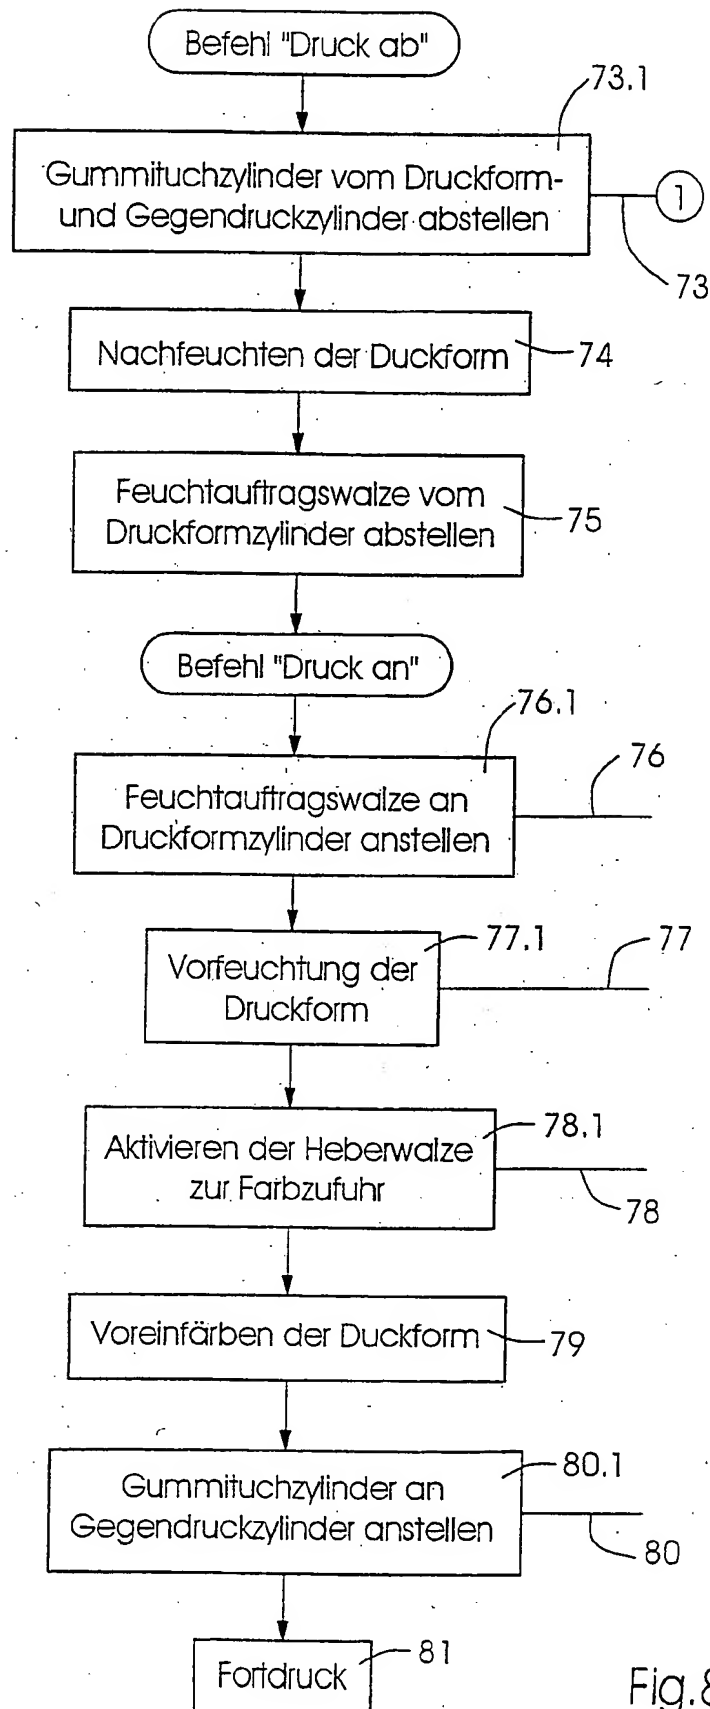 Befehl "Druck ab"
73.1
Gummituchzylinder vom Druckform-
und Gegendruckzylinder abstellen
1
73
Nachfeuchten der Duckform
74
Feuchtauftragswalze vom
Druckformzylinder abstellen
75
Befehl "Druck an"
76.1
76
Feuchtauftragswalze an
Druckformzylinder anstellen
77.1
77
Vorfeuchtung der
Druckform
78.1
Aktivieren der Heberwalze
zur Farbzufuhr
78
Voreinfärben der Duckform
79
80.1
Gummituchzylinder an
Gegendruckzylinder anstellen
80
81
Fortdruck
Fig.8